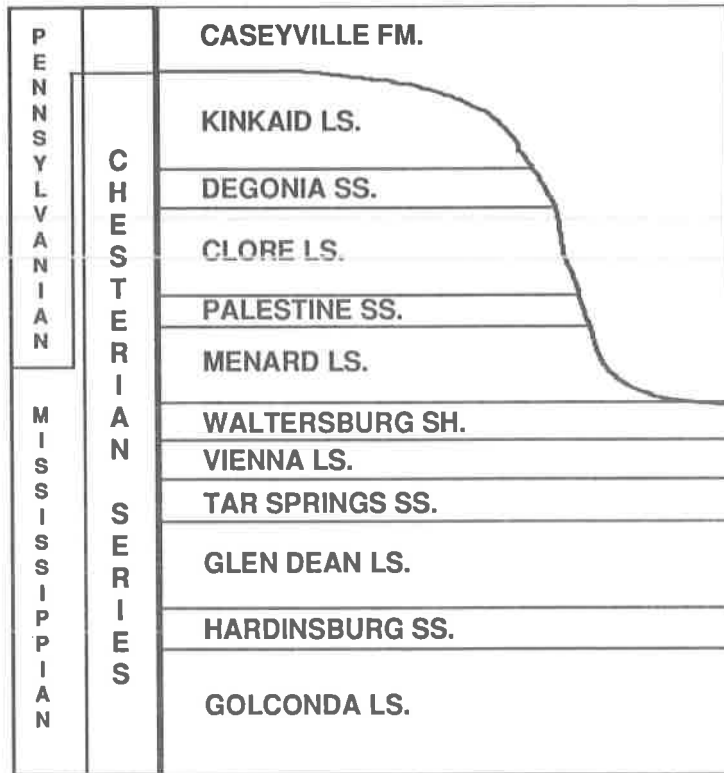 PENNSYLVANIAN
MISSISSIPPIAN
CHESTERIAN SERIES
CASEYVILLE FM.
KINKAID LS.
DEGONIA SS.
CLORE LS.
PALESTINE SS.
MENARD LS.
WALTERSBURG SH.
VIENNA LS.
TAR SPRINGS SS.
GLEN DEAN LS.
HARDINSBURG SS.
GOLCONDA LS.